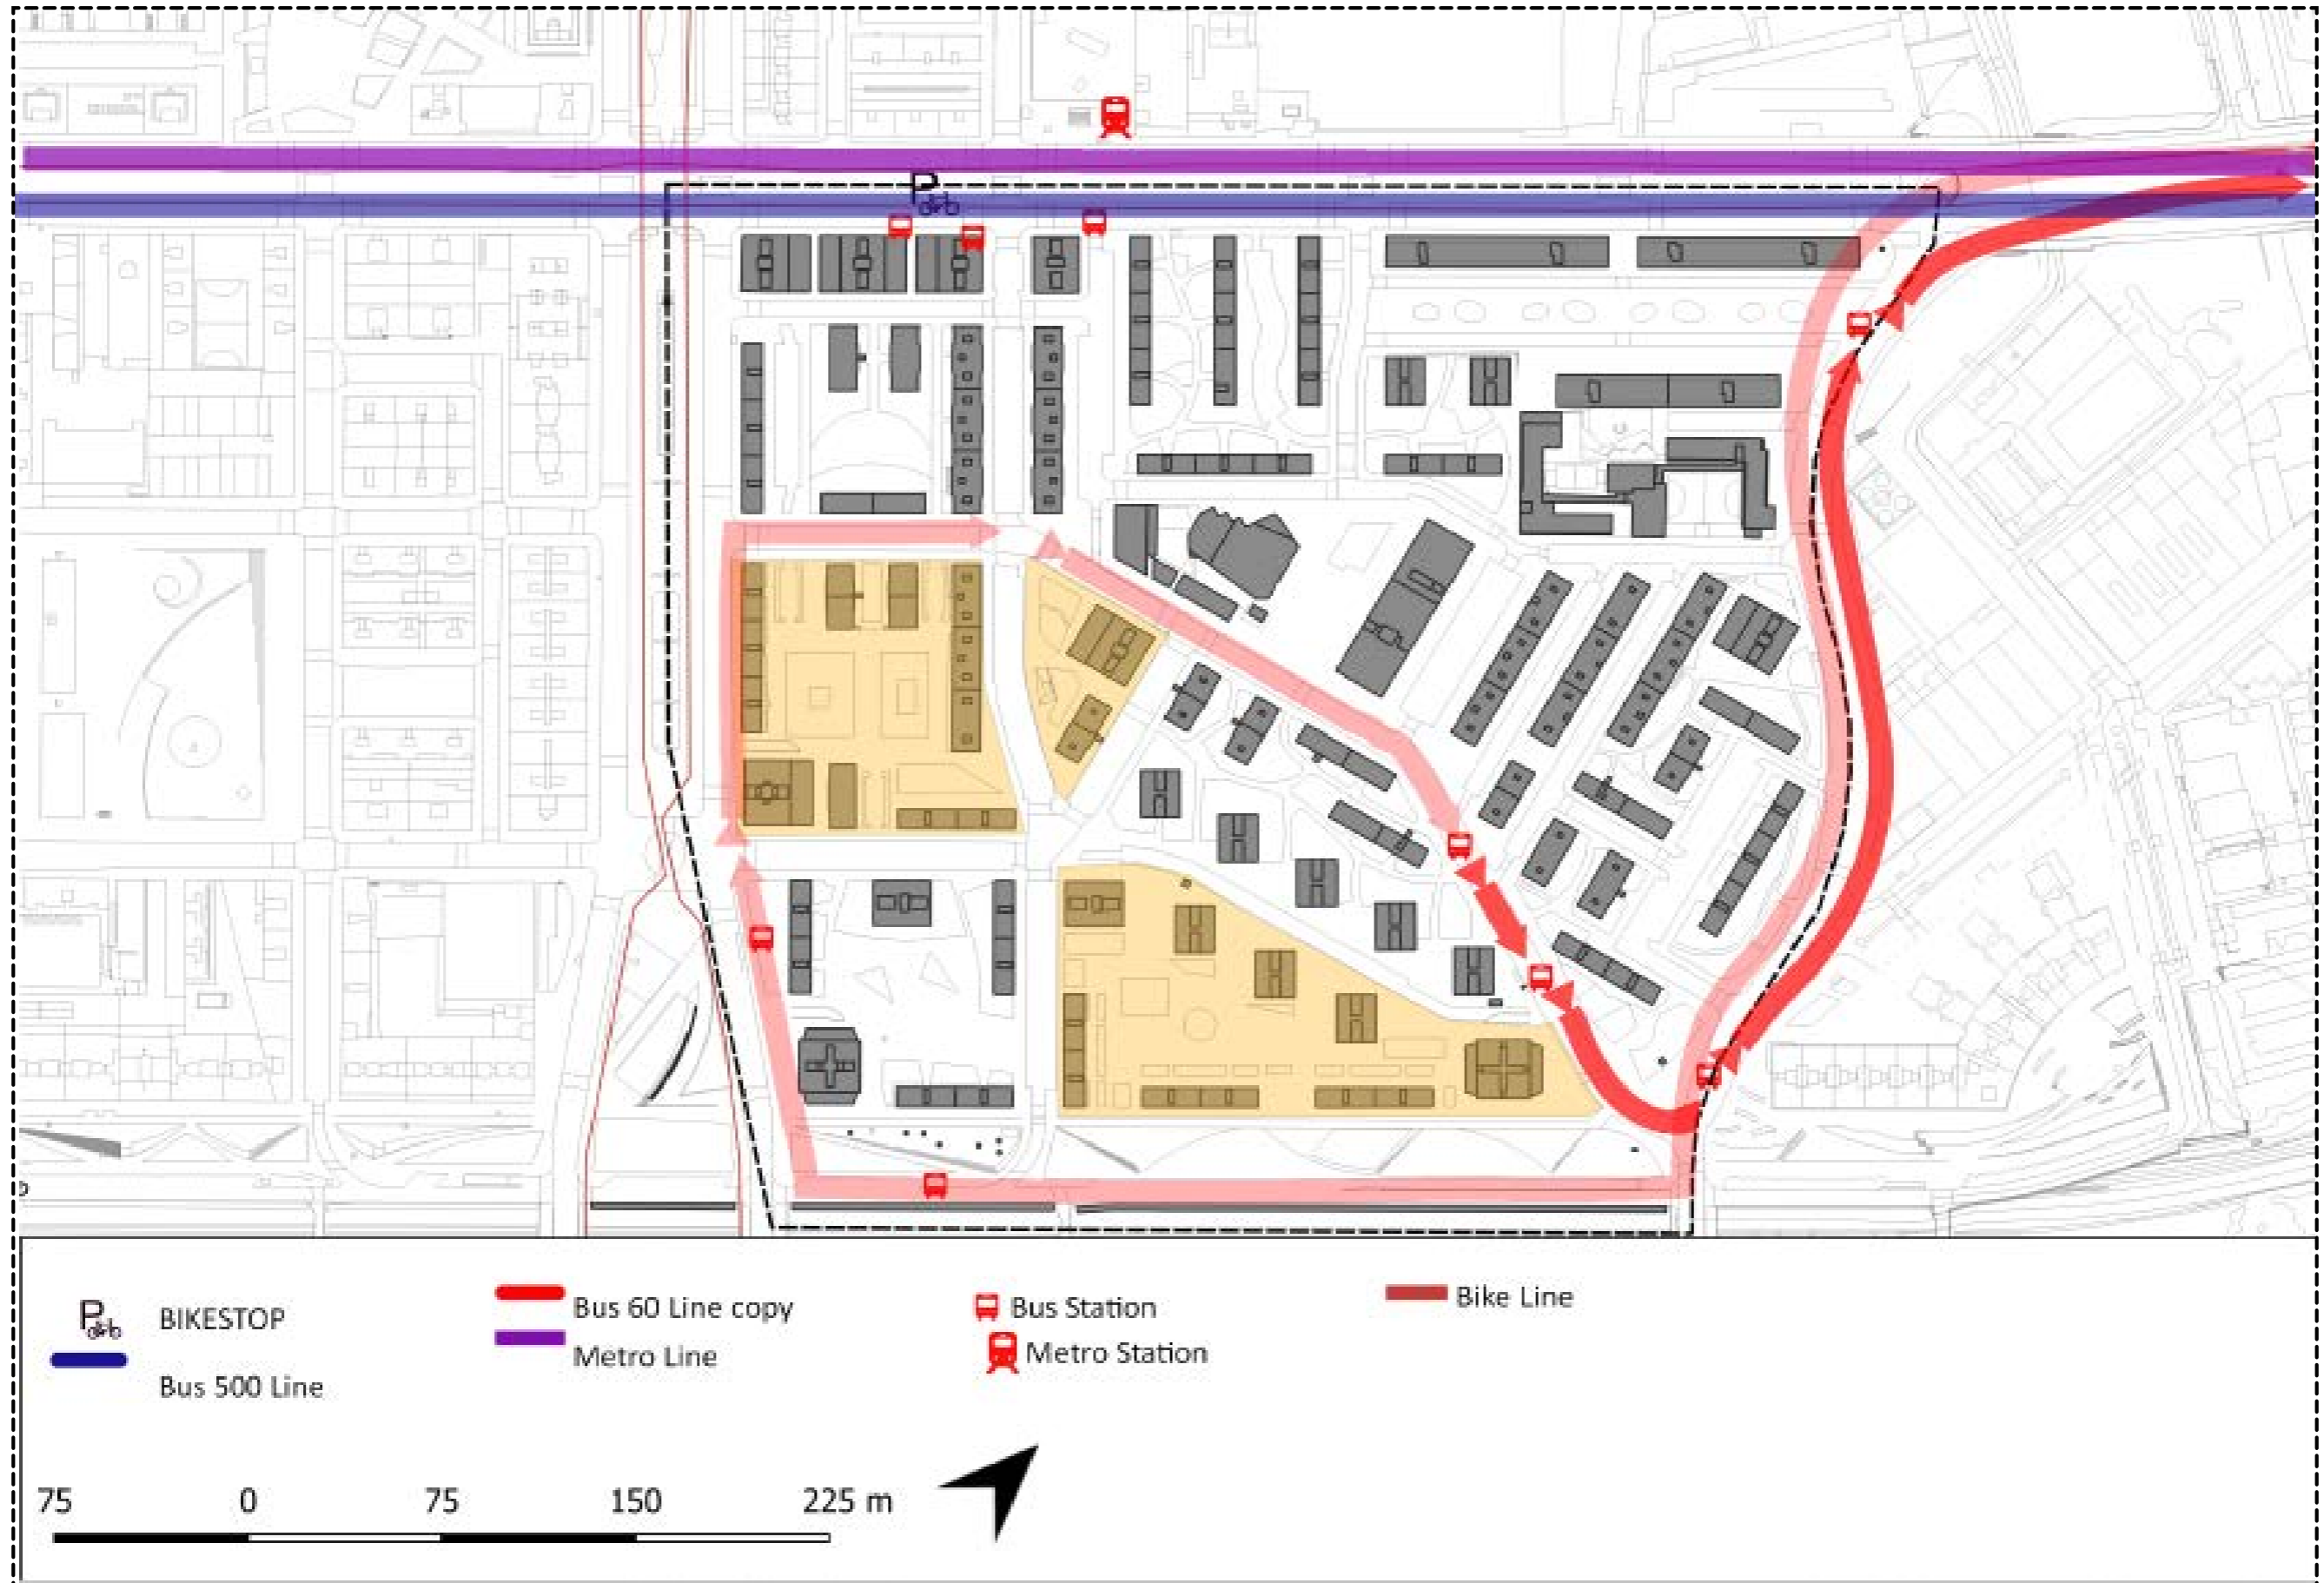 P
P
BIKESTOP
Bus 500 Line
Bus 60 Line copy
Metro Line
Bus Station
Metro Station
Bike Line
75 0 75 150 225 m